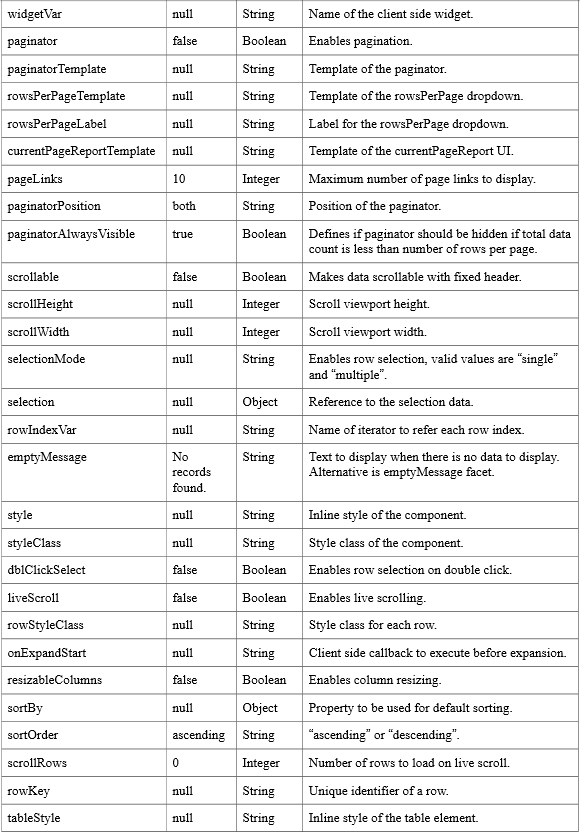 widgetVar null String Name of the client side widget.
paginator false Boolean Enables pagination.
paginatorTemplate null String Template of the paginator.
rowsPerPageTemplate null String Template of the rowsPerPage dropdown.
rowsPerPageLabel null String Label for the rowsPerPage dropdown.
currentPageReportTemplate null String Template of the currentPageReport UI.
pageLinks 10 Integer Maximum number of page links to display.
paginatorPosition both String Position of the paginator.
paginatorAlwaysVisible true Boolean Defines if paginator should be hidden if total data
count is less than number of rows per page.
scrollable false Boolean Makes data scrollable with fixed header.
scrollHeight null Integer Scroll viewport height.
scrollWidth null Integer Scroll viewport width.
selectionMode null String Enables row selection, valid values are “single”
and “multiple”.
selection null Object Reference to the selection data.
rowIndexVar null String Name of iterator to refer each row index.
emptyMessage No String Text to display when there is no data to display.
records Alternative is emptyMessage facet.
found.
style null String Inline style of the component.
styleClass null String Style class of the component.
dblClickSelect false Boolean Enables row selection on double click.
liveScroll false Boolean Enables live scrolling.
rowStyleClass null String Style class for each row.
onExpandStart null String Client side callback to execute before expansion.
resizableColumns false Boolean Enables column resizing.
sortBy null Object Property to be used for default sorting.
sortOrder ascending String “ascending” or “descending”.
scrollRows 0 Integer Number of rows to load on live scroll.
rowKey null String Unique identifier of a row.
tableStyle null String Inline style of the table element.